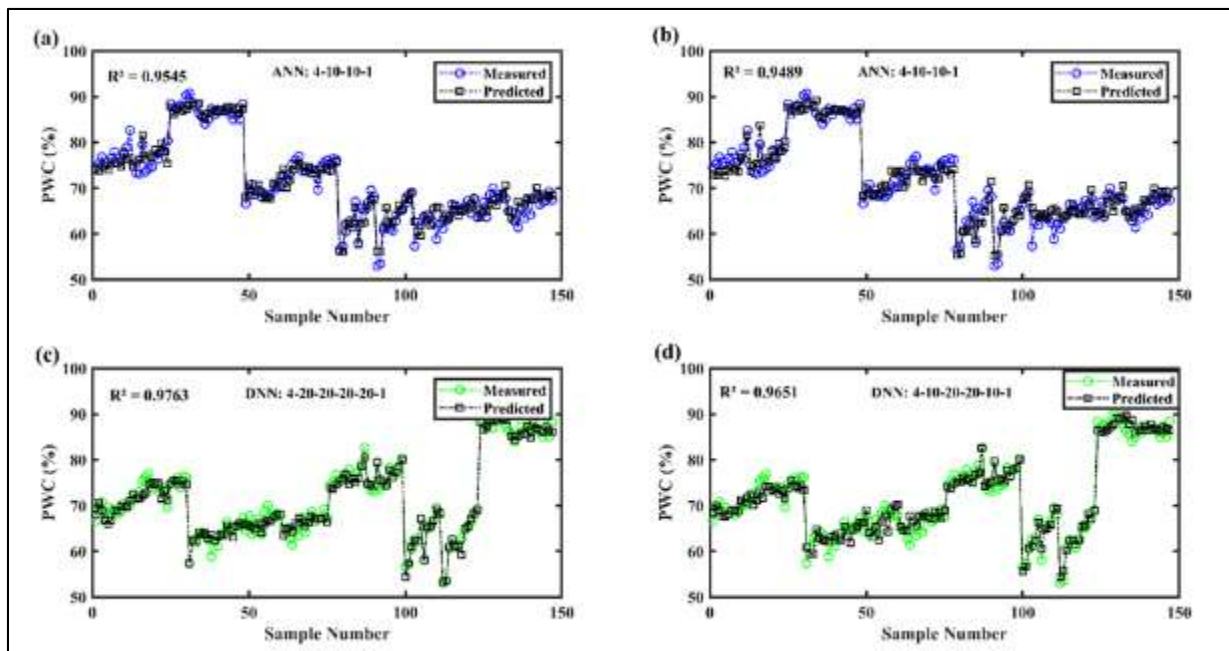 (a)
100
90
80
70
60
50
PWC (%)
R² = 0.9545
ANN: 4-10-10-1
Measured
Predicted
0
50
100
150
Sample Number
(b)
100
90
80
70
60
50
PWC (%)
R² = 0.9489
ANN: 4-10-10-1
Measured
Predicted
0
50
100
150
Sample Number
(c)
100
90
80
70
60
50
PWC (%)
R² = 0.9763
DNN: 4-20-20-20-20-1
Measured
Predicted
0
50
100
150
Sample Number
(d)
100
90
80
70
60
50
PWC (%)
R² = 0.9651
DNN: 4-10-20-20-10-1
Measured
Predicted
0
50
100
150
Sample Number